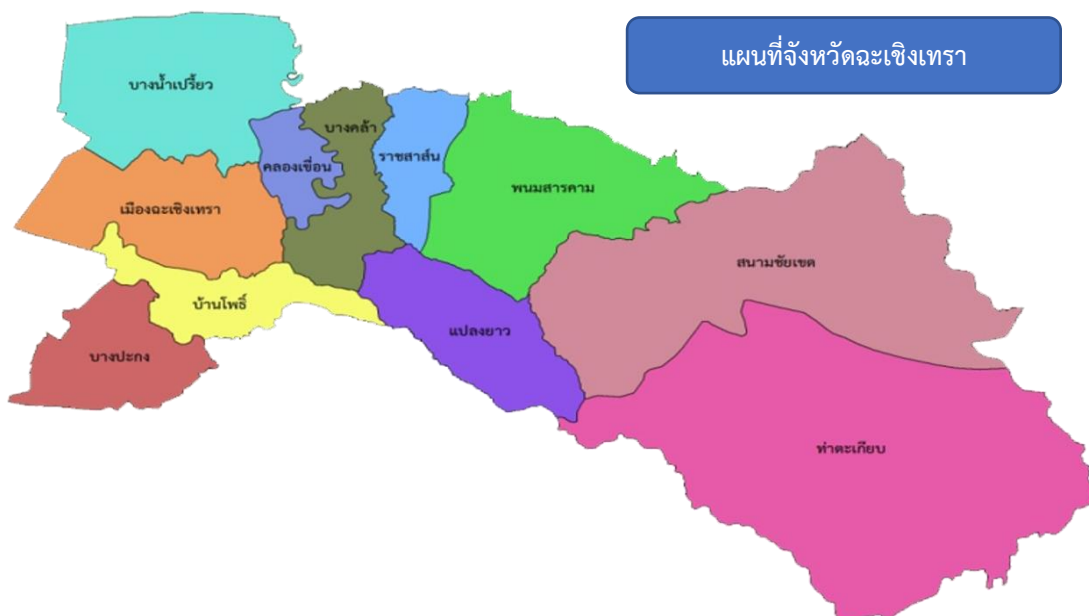 แผนที่จังหวัดฉะเชิงเทรา
บางน้ำเปรี้ยว
บางคล้า
ราชสาส์น
คลองเขื่อน
พนมสารคาม
เมืองฉะเชิงเทรา
สนามชัยเขต
บ้านโพธิ์
แปลงยาว
บางปะกง
ท่าตะเกียบ